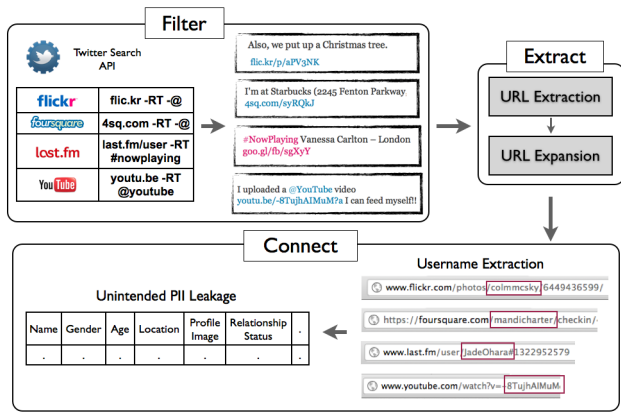 Filter
Twitter Search
API
flickr
flic.kr -RT -@
foursquare
4sq.com -RT -@
last.fm
last.fm/user -RT
#nowplaying
YouTube
youtu.be -RT
@youtube
Also, we put up a Christmas tree.
flic.kr/p/aPV3NK
I'm at Starbucks (2245 Fenton Parkway
4sq.com/syRQkJ
#NowPlaying Vanessa Carlton – London
goo.gl/fb/sgXyY
I uploaded a @YouTube video
youtu.be/-8TujhAIMuM?a I can feed myself!!
Extract
URL Extraction
URL Expansion
Connect
Username Extraction
www.flickr.com/photos/colmmcsky/6449436599/
https://foursquare.com/mandicharter/checkin/
www.last.fm/user/JadeOhara#1322952579
www.youtube.com/watch?v=-8TujhAIMuM
Unintended PII Leakage
Name Gender Age Location Profile Image Relationship Status .
. . . . . . .